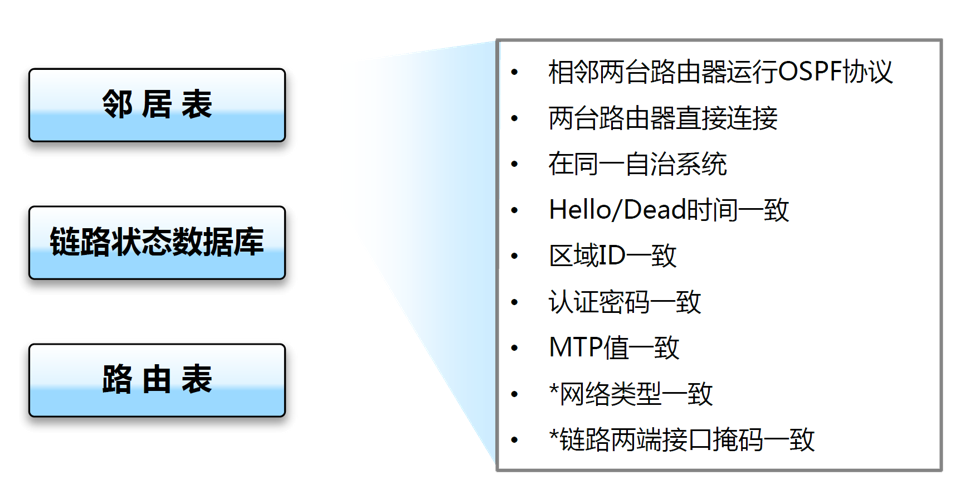 邻居表
链路状态数据库
路由表
• 相邻两台路由器运行OSPF协议
• 两台路由器直接连接
• 在同一自治系统
• Hello/Dead时间一致
• 区域ID一致
• 认证密码一致
• MTP值一致
• *网络类型一致
• *链路两端接口掩码一致